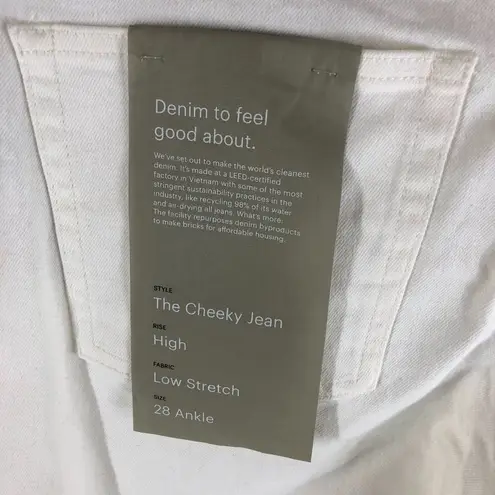 Denim to feel
good about.
We've set out to make the world's cleanest
denim. It's made at a LEED-certified
factory in Vietnam with some of the most
stringent sustainability practices in the
industry, like recycling 98% of its water
and air-drying all jeans. What's more:
The facility repurposes denim byproducts
to make bricks for affordable housing.
STYLE
The Cheeky Jean
RISE
High
FABRIC
Low Stretch
SIZE
28 Ankle